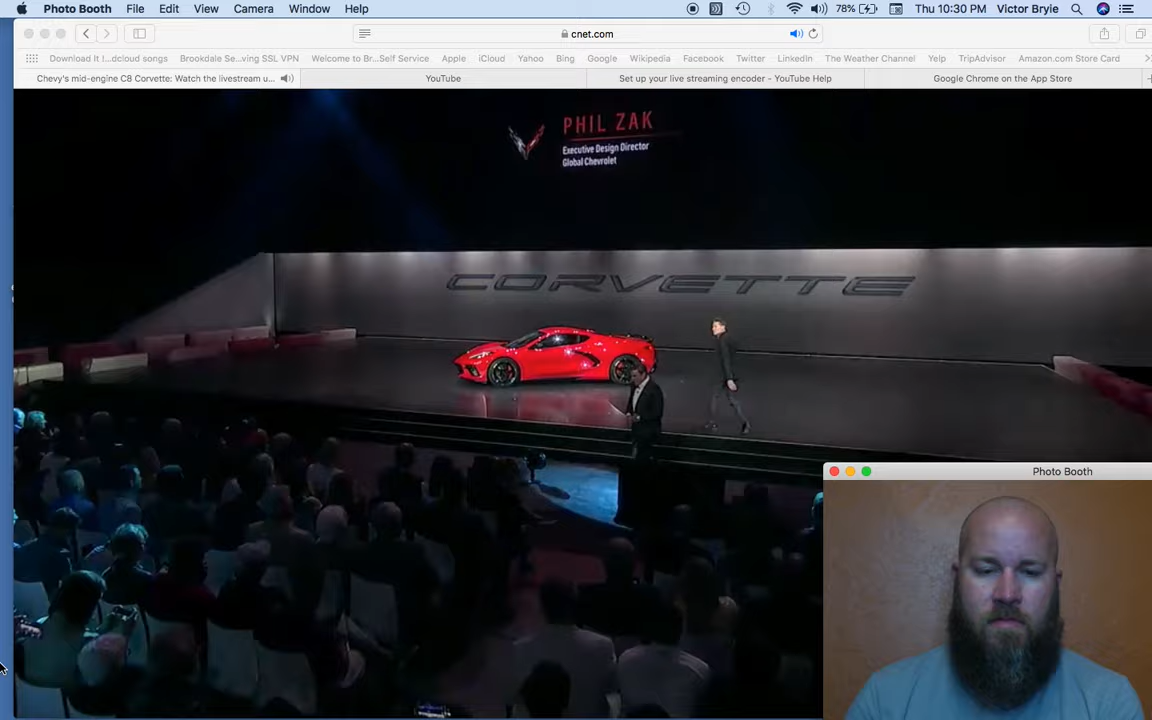 Photo Booth File Edit View Camera Window Help 78% Thu 10:30 PM Victor Bryie
cnet.com
Download It !...dcloud songs Brookdale Se...ving SSL VPN Welcome to Br...Self Service Apple iCloud Yahoo Bing Google Wikipedia Facebook Twitter LinkedIn The Weather Channel Yelp TripAdvisor Amazon.com Store Card
Chevy's mid-engine C8 Corvette: Watch the livestream u... YouTube Set up your live streaming encoder - YouTube Help Google Chrome on the App Store
PHIL ZAK
Executive Design Director
Global Chevrolet
CORVETTE
Photo Booth